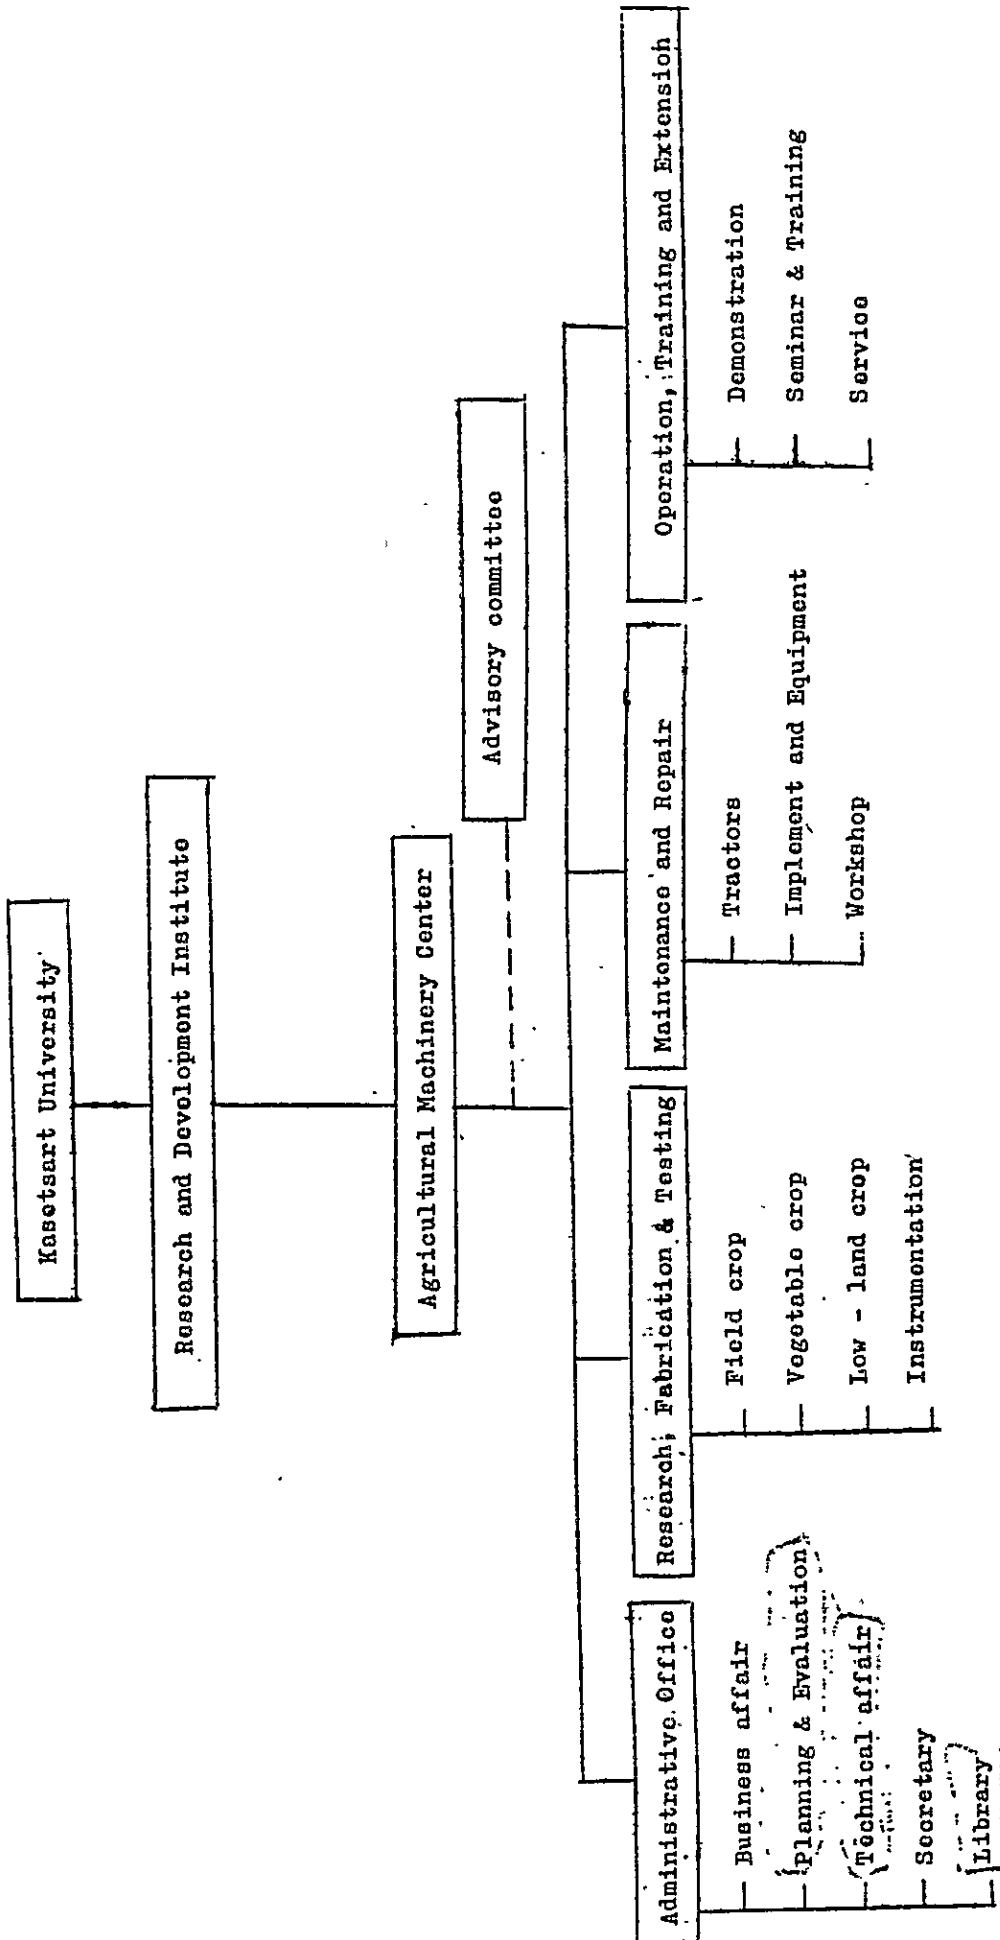 Kasetsart University
Research and Development Institute
Agricultural Machinery Center
Advisory committee
Administrative Office
Business affair
Planning & Evaluation
Technical affair
Secretary
Library
Research, Fabrication & Testing
Field crop
Vegetable crop
Low - land crop
Instrumentation
Maintenance and Repair
Tractors
Implement and Equipment
Workshop
Operation, Training and Extension
Demonstration
Seminar & Training
Service